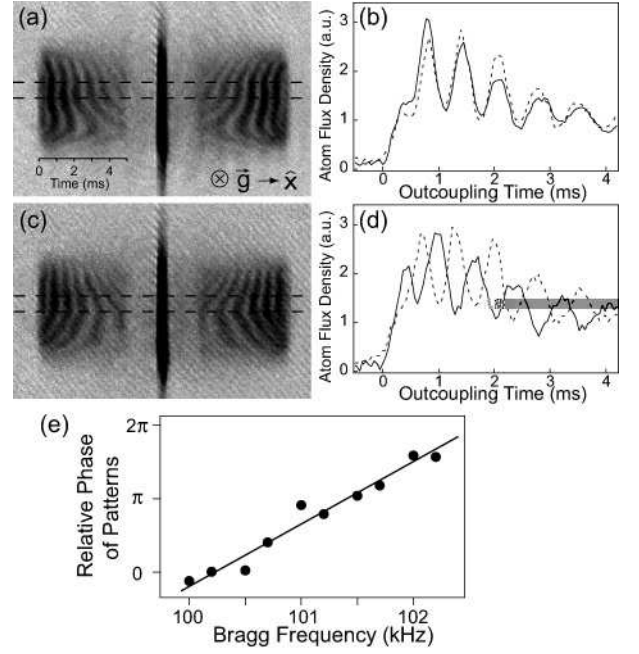 (a)
0 2 4
Time (ms)
⊗ g⃗ → x̂
(b)
Atom Flux Density (a.u.)
3
2
1
0
0 1 2 3 4
Outcoupling Time (ms)
(c)
(d)
Atom Flux Density (a.u.)
3
2
1
0
0 1 2 3 4
Outcoupling Time (ms)
(e)
Relative Phase
of Patterns
2π
π
0
100 101 102
Bragg Frequency (kHz)